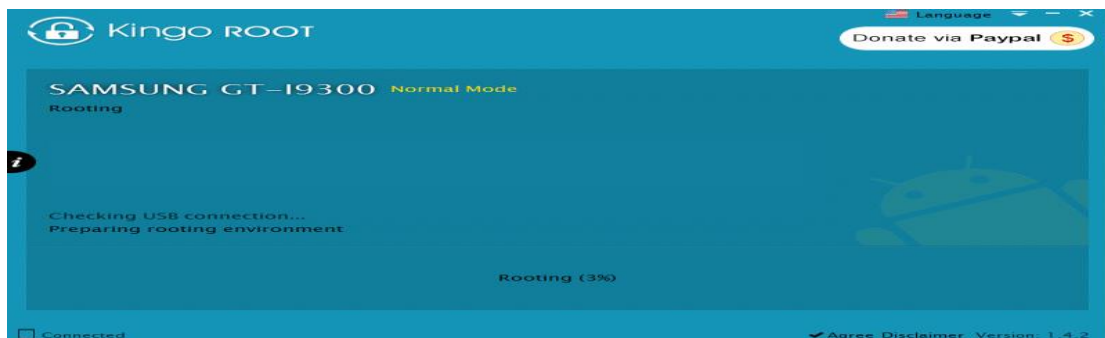 Language
Kingo ROOT
Donate via Paypal $
SAMSUNG GT-I9300 Normal Mode
Rooting
i
Checking USB connection...
Preparing rooting environment
Rooting (3%)
Connected
Agree Disclaimer Version: 1.4.2